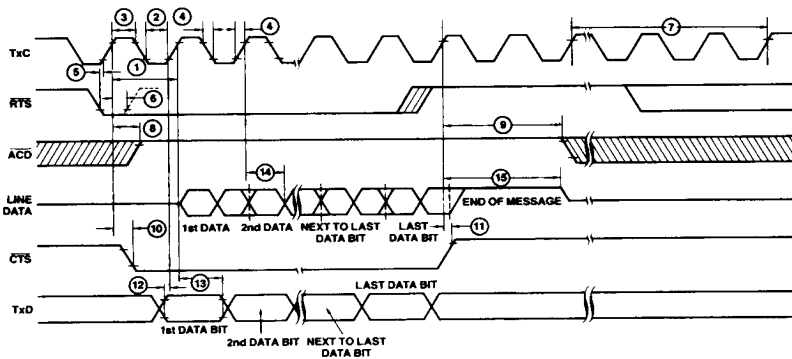 3 2 4 4 7
TxC
1
5
RTS
6
8
9
ACD
14
15
LINE
DATA
END OF MESSAGE
1st DATA 2nd DATA NEXT TO LAST
DATA BIT
LAST
DATA BIT
10
11
CTS
12 13
LAST DATA BIT
TxD
1st DATA BIT
2nd DATA BIT
NEXT TO LAST
DATA BIT